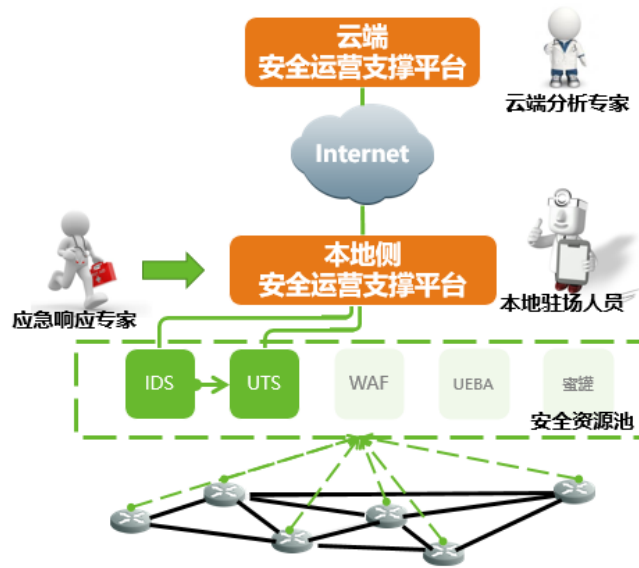 云端
安全运营支撑平台
云端分析专家
Internet
本地侧
安全运营支撑平台
应急响应专家
本地驻场人员
IDS
UTS
WAF
UEBA
蜜罐
安全资源池